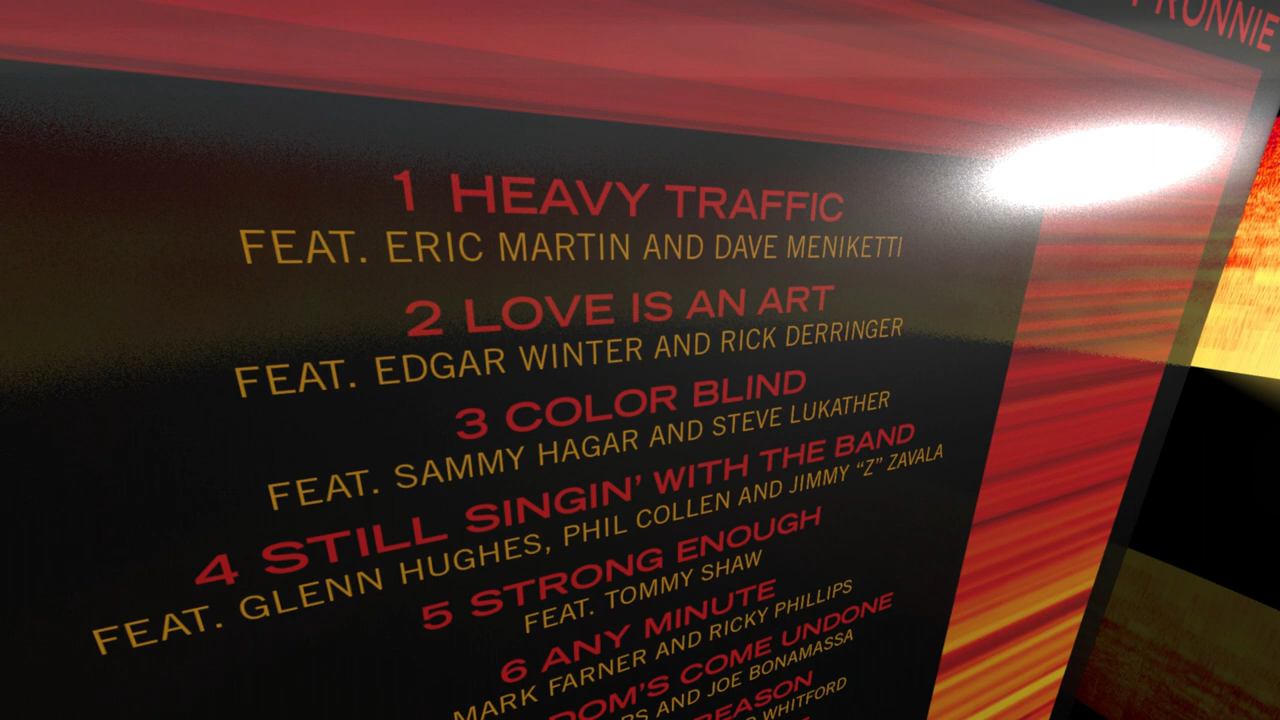 RONNIE
1 HEAVY TRAFFIC
FEAT. ERIC MARTIN AND DAVE MENIKETTI
2 LOVE IS AN ART
FEAT. EDGAR WINTER AND RICK DERRINGER
3 COLOR BLIND
FEAT. SAMMY HAGAR AND STEVE LUKATHER
4 STILL SINGIN' WITH THE BAND
FEAT. GLENN HUGHES, PHIL COLLEN AND JIMMY “Z” ZAVALA
5 STRONG ENOUGH
FEAT. TOMMY SHAW
6 ANY MINUTE
MARK FARNER AND RICKY PHILLIPS
COME UNDONE
AND JOE BONAMASSA
REASON
WHITFORD